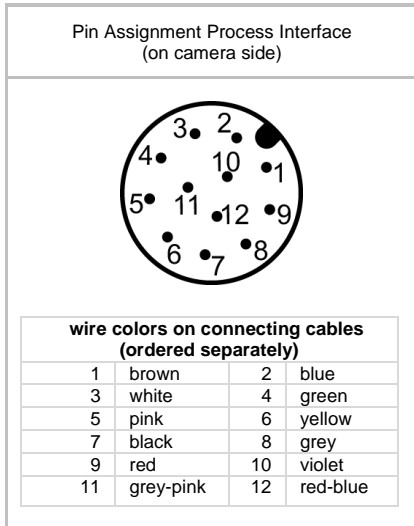 Pin Assignment Process Interface
(on camera side)
3 2
4 10 1
5 11 12 9
6 7 8
wire colors on connecting cables
(ordered separately)
1 brown 2 blue
3 white 4 green
5 pink 6 yellow
7 black 8 grey
9 red 10 violet
11 grey-pink 12 red-blue